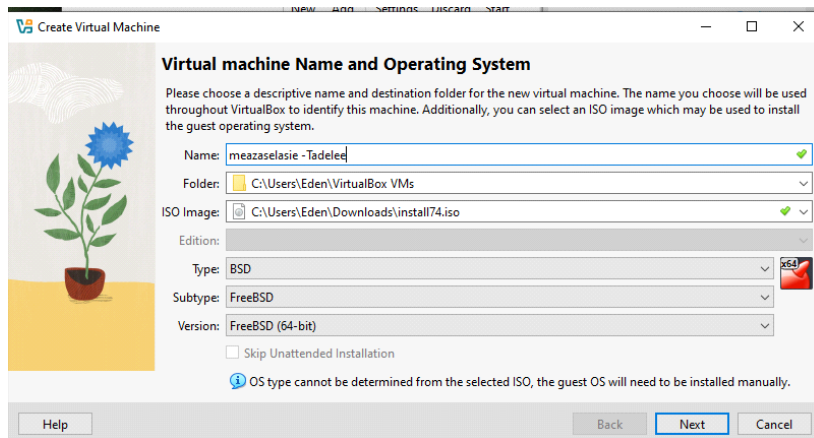 New Add Settings Discard Start
Create Virtual Machine
Virtual machine Name and Operating System
Please choose a descriptive name and destination folder for the new virtual machine. The name you choose will be used
throughout VirtualBox to identify this machine. Additionally, you can select an ISO image which may be used to install
the guest operating system.
Name: meazaselasie -Tadelee
Folder: C:\Users\Eden\VirtualBox VMs
ISO Image: C:\Users\Eden\Downloads\install74.iso
Edition:
Type: BSD
x64
Subtype: FreeBSD
Version: FreeBSD (64-bit)
Skip Unattended Installation
OS type cannot be determined from the selected ISO, the guest OS will need to be installed manually.
Help Back Next Cancel